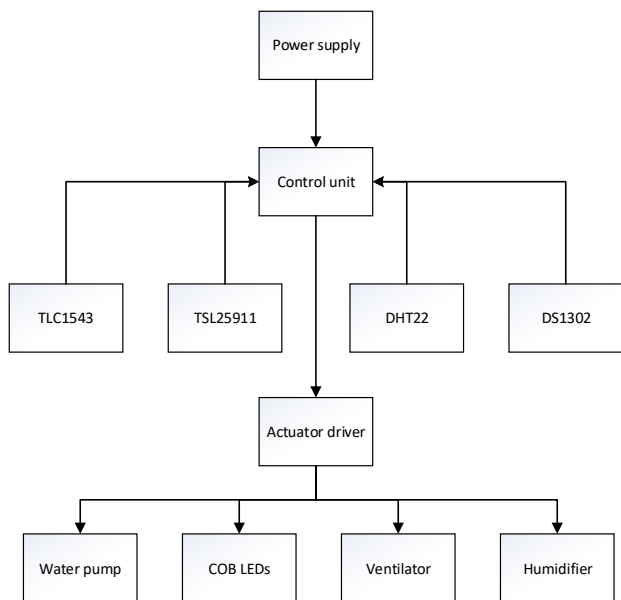 Power supply
Control unit
TLC1543
TSL25911
DHT22
DS1302
Actuator driver
Water pump
COB LEDs
Ventilator
Humidifier